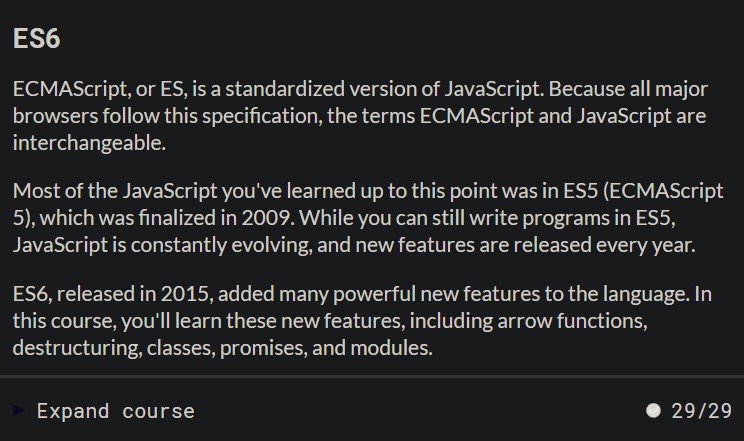 ES6
ECMAScript, or ES, is a standardized version of JavaScript. Because all major
browsers follow this specification, the terms ECMAScript and JavaScript are
interchangeable.
Most of the JavaScript you've learned up to this point was in ES5 (ECMAScript
5), which was finalized in 2009. While you can still write programs in ES5,
JavaScript is constantly evolving, and new features are released every year.
ES6, released in 2015, added many powerful new features to the language. In
this course, you'll learn these new features, including arrow functions,
destructuring, classes, promises, and modules.
Expand course 29/29